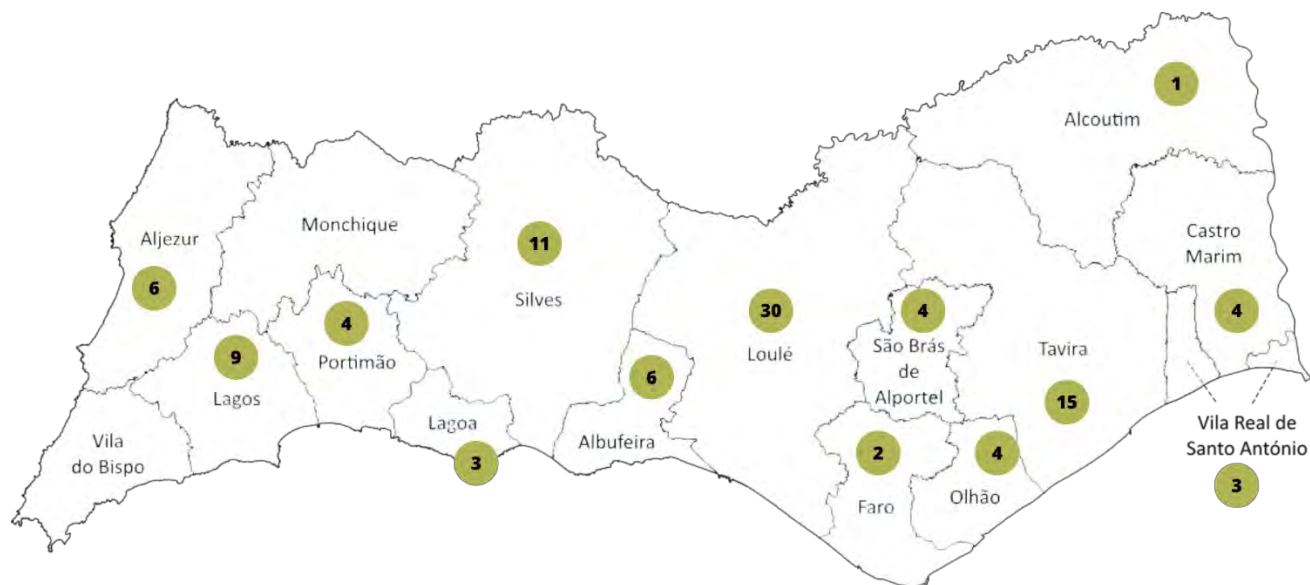 1
Alcoutim
Monchique
Aljezur
6
11
Silves
Castro
Marim
4
30
Loulé
4
São Brás
de
Alportel
4
Portimão
9
Lagos
Tavira
15
6
Albufeira
Lagoa
3
Vila
do Bispo
2
Faro
4
Olhão
Vila Real de
Santo António
3